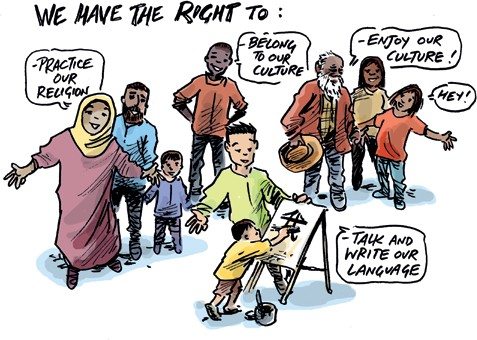 WE HAVE THE RIGHT TO:
-PRACTICE
OUR
RELIGION
-BELONG
TO OUR
CULTURE
-ENJOY OUR
CULTURE!
-HEY!
-TALK AND
WRITE OUR
LANGUAGE